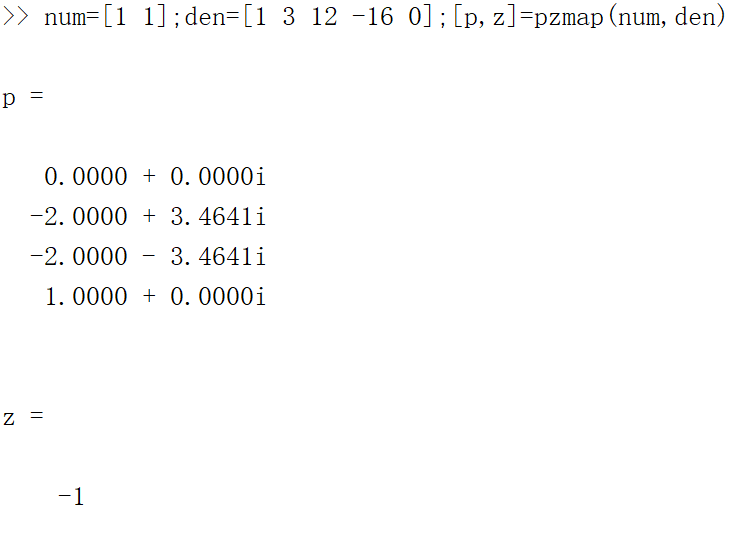 >> num=[1 1];den=[1 3 12 -16 0];[p,z]=pzmap(num,den)
p =
0.0000 + 0.0000i
-2.0000 + 3.4641i
-2.0000 - 3.4641i
1.0000 + 0.0000i
z =
-1